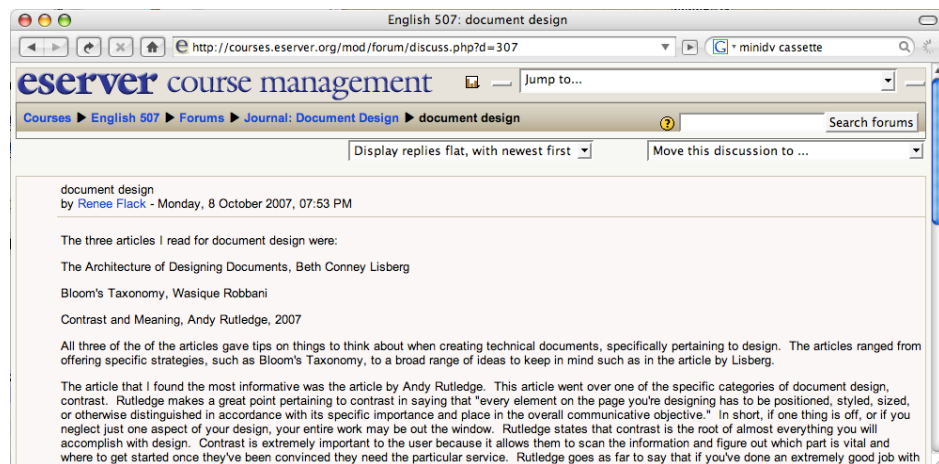 English 507: document design
http://courses.eserver.org/mod/forum/discuss.php?d=307
minidv cassette
eserver course management
Jump to...
Courses ▶ English 507 ▶ Forums ▶ Journal: Document Design ▶ document design
Search forums
Display replies flat, with newest first
Move this discussion to ...
document design
by Renee Flack - Monday, 8 October 2007, 07:53 PM
The three articles I read for document design were:
The Architecture of Designing Documents, Beth Conney Lisberg
Bloom's Taxonomy, Wasique Robbani
Contrast and Meaning, Andy Rutledge, 2007
All three of the of the articles gave tips on things to think about when creating technical documents, specifically pertaining to design. The articles ranged from
offering specific strategies, such as Bloom's Taxonomy, to a broad range of ideas to keep in mind such as in the article by Lisberg.
The article that I found the most informative was the article by Andy Rutledge. This article went over one of the specific categories of document design,
contrast. Rutledge makes a great point pertaining to contrast in saying that "every element on the page you're designing has to be positioned, styled, sized,
or otherwise distinguished in accordance with its specific importance and place in the overall communicative objective." In short, if one thing is off, or if you
neglect just one aspect of your design, your entire work may be out the window. Rutledge states that contrast is the root of almost everything you will
accomplish with design. Contrast is extremely important to the user because it allows them to scan the information and figure out which part is vital and
where to get started once they've been convinced they need the particular service. Rutledge goes as far to say that if you've done an extremely good job with